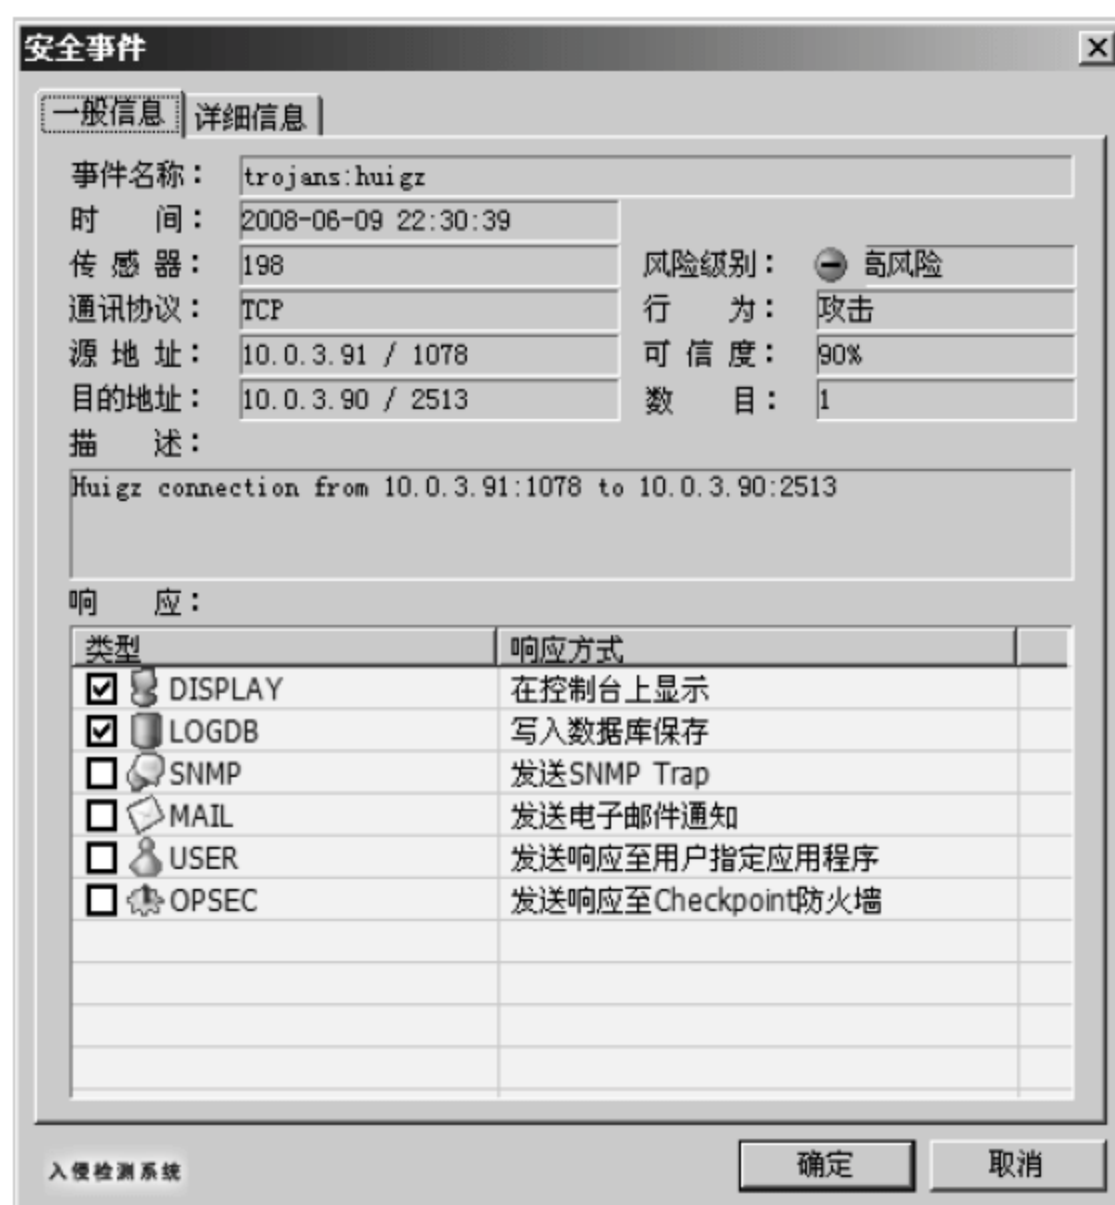 安全事件
一般信息 详细信息
事件名称: trojans:huigz
时 间: 2008-06-09 22:30:39
传 感 器: 198 风险级别: 高风险
通讯协议: TCP 行 为: 攻击
源 地 址: 10.0.3.91 / 1078 可 信 度: 90%
目的地址: 10.0.3.90 / 2513 数 目: 1
描 述:
Huigz connection from 10.0.3.91:1078 to 10.0.3.90:2513
响 应:
类型 响应方式
DISPLAY 在控制台上显示
LOGDB 写入数据库保存
SNMP 发送SNMP Trap
MAIL 发送电子邮件通知
USER 发送响应至用户指定应用程序
OPSEC 发送响应至Checkpoint防火墙
入侵检测系统 确定 取消